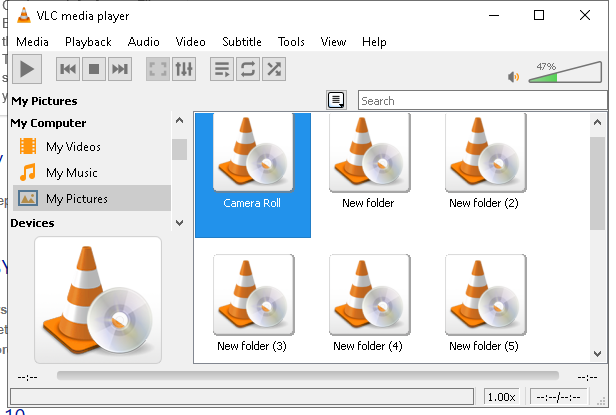 VLC media player
Media Playback Audio Video Subtitle Tools View Help
47%
My Pictures
Search
My Computer
My Videos
My Music
My Pictures
Devices
Camera Roll New folder New folder (2)
New folder (3) New folder (4) New folder (5)
--:-- --:--
1.00x --:--/--:--